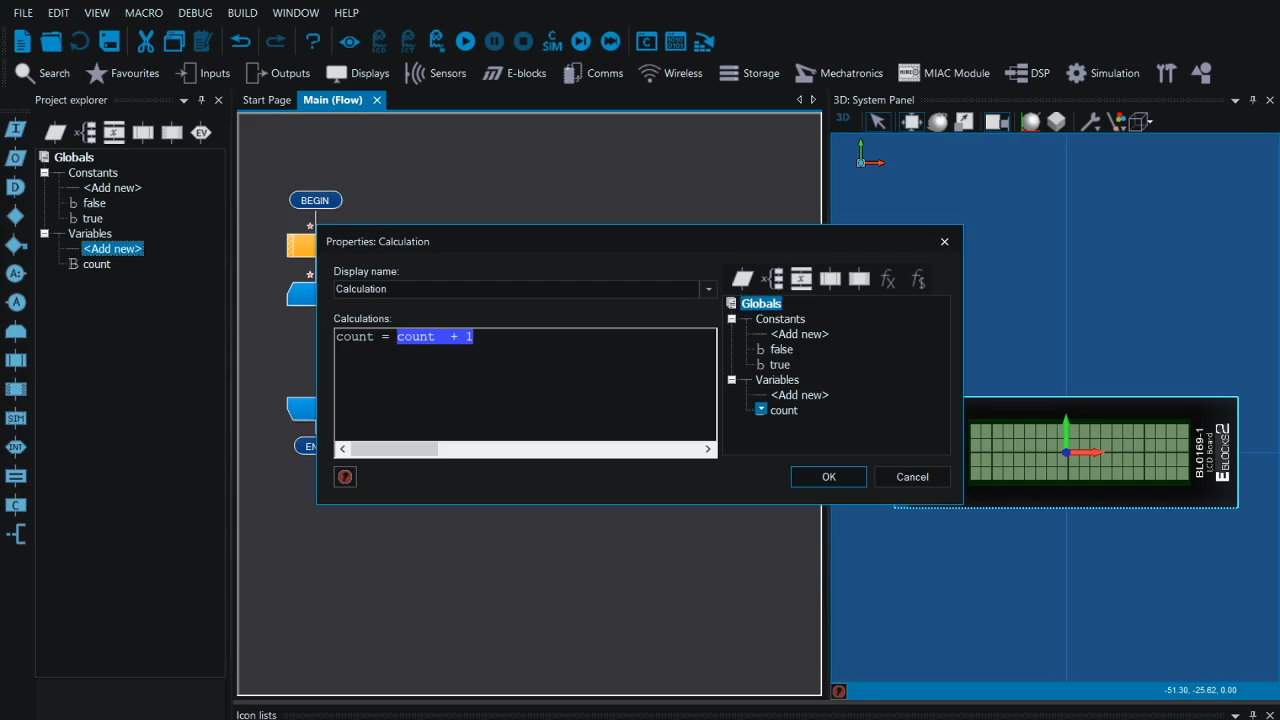 FILE EDIT VIEW MACRO DEBUG BUILD WINDOW HELP
C SIM
Search Favourites Inputs Outputs Displays Sensors E-blocks Comms Wireless Storage Mechatronics MIAC Module DSP Simulation
Project explorer
Start Page Main (Flow)
3D: System Panel
3D
EV
Globals
Constants
<Add new>
false
true
Variables
<Add new>
count
BEGIN
Properties: Calculation
Display name:
Calculation
Calculations:
count = count + 1
Globals
Constants
<Add new>
false
true
Variables
<Add new>
count
OK Cancel
EN
BL0169-1
LCD Board
E-BLOCKS2
-51.30, -25.62, 0.00
Icon lists